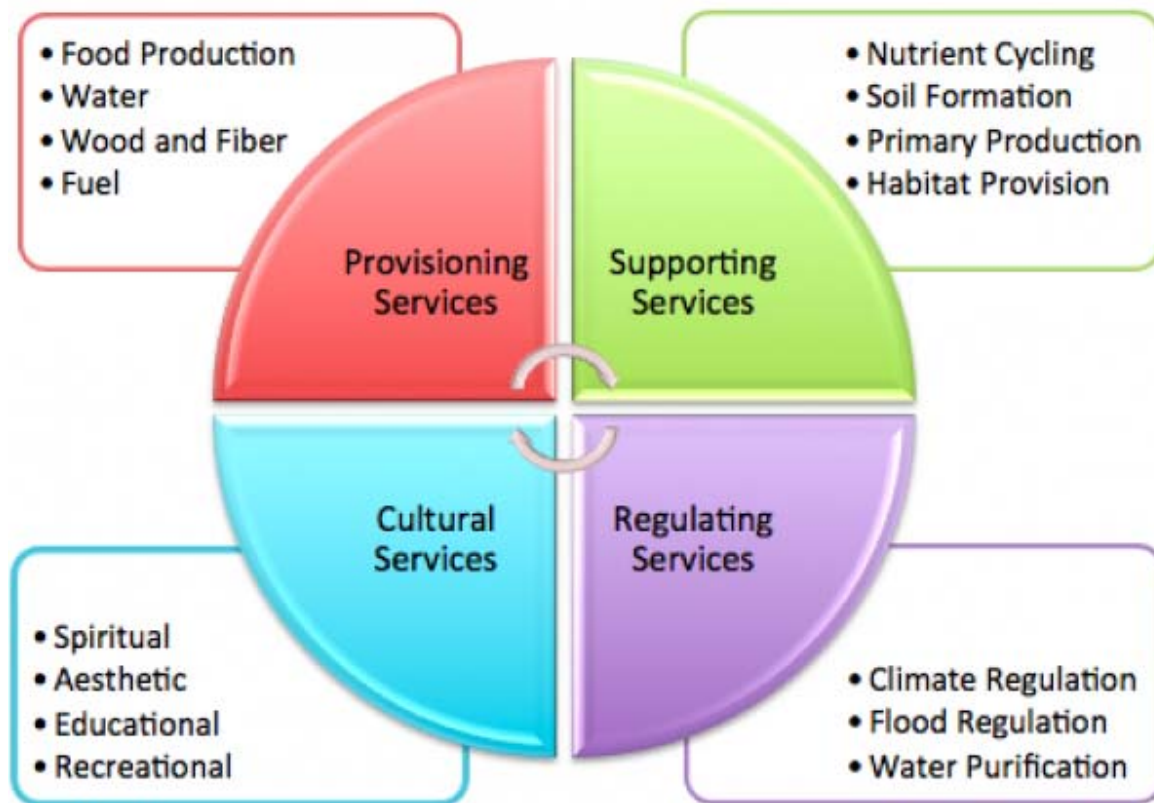 • Food Production
• Water
• Wood and Fiber
• Fuel
• Nutrient Cycling
• Soil Formation
• Primary Production
• Habitat Provision
Provisioning
Services
Supporting
Services
Cultural
Services
Regulating
Services
• Spiritual
• Aesthetic
• Educational
• Recreational
• Climate Regulation
• Flood Regulation
• Water Purification